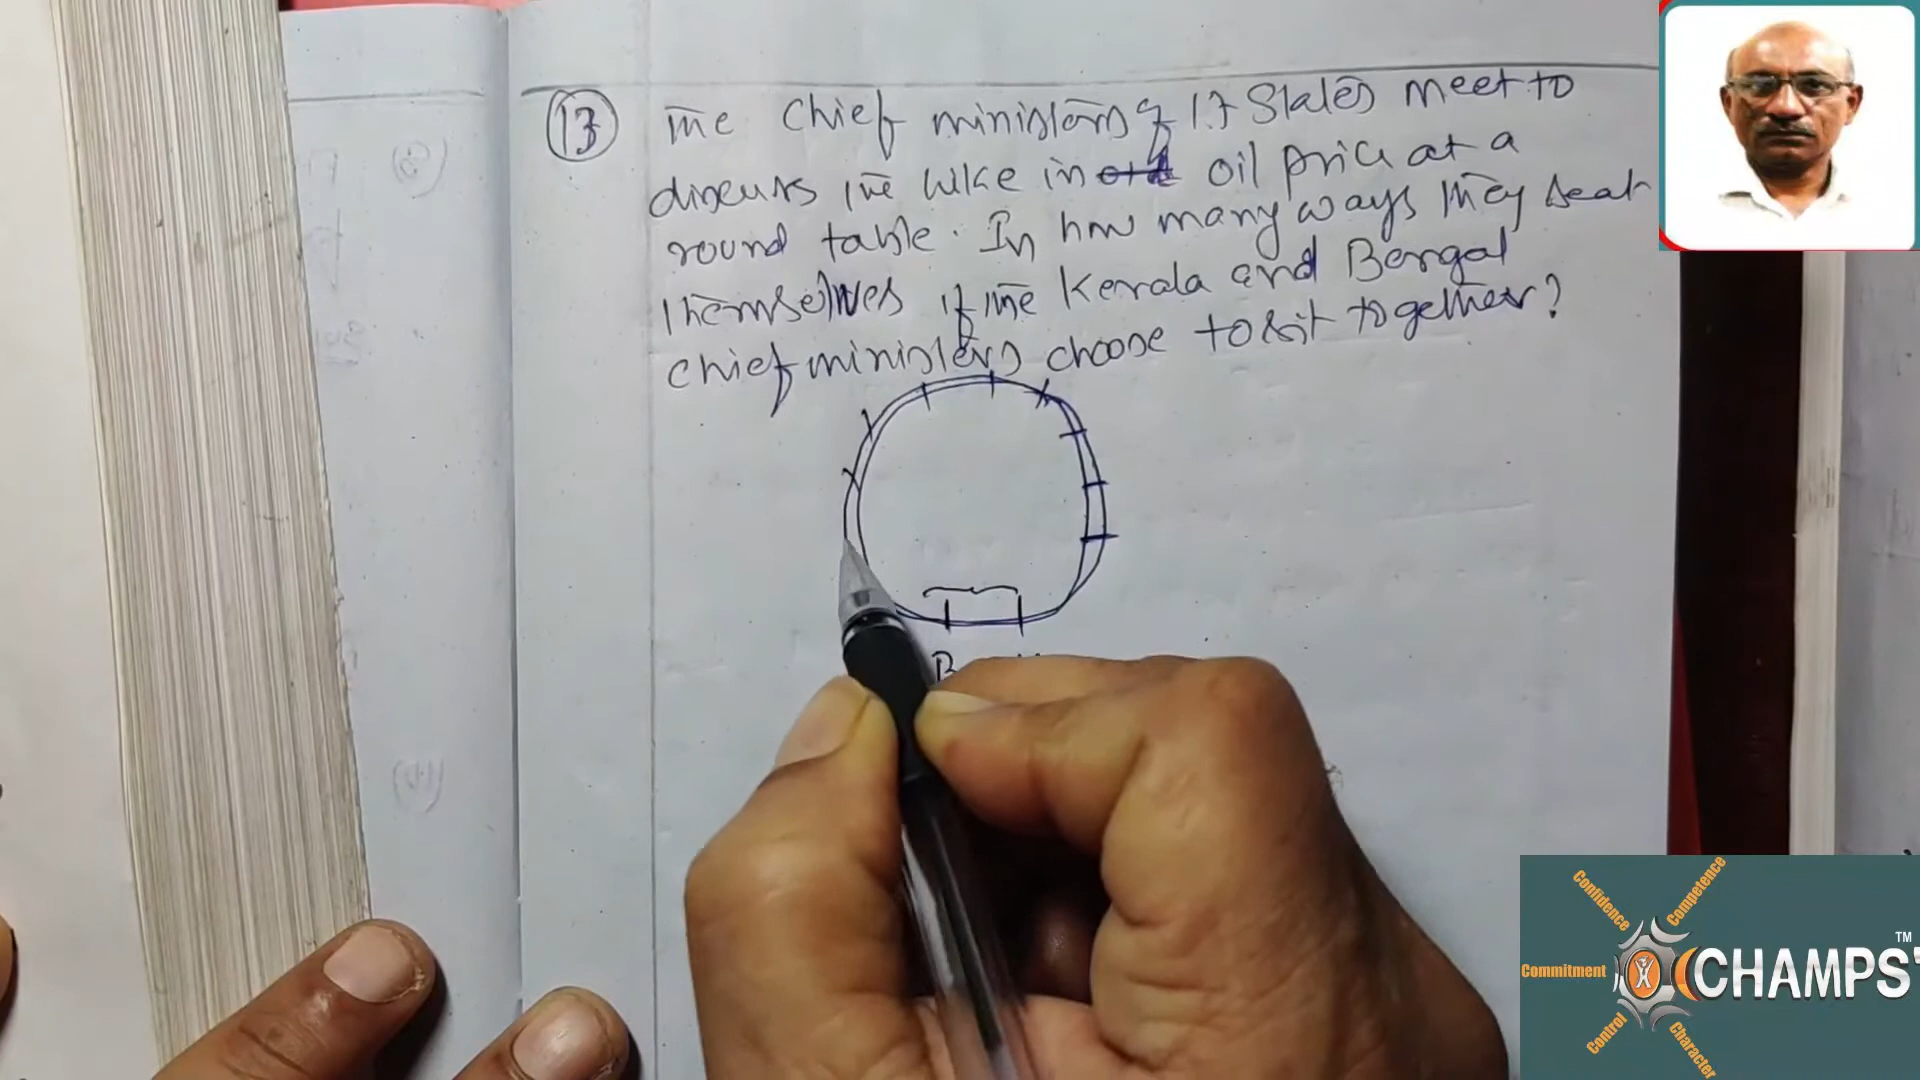 13 The Chief ministers of 17 States meet to
discuss the hike in oil price at a
round table. In how many ways they seat
themselves if the Kerala and Bengal
chief ministers choose to sit together?
B
Confidence
Competence
Commitment
XCHAMPS
TM
Control
Character